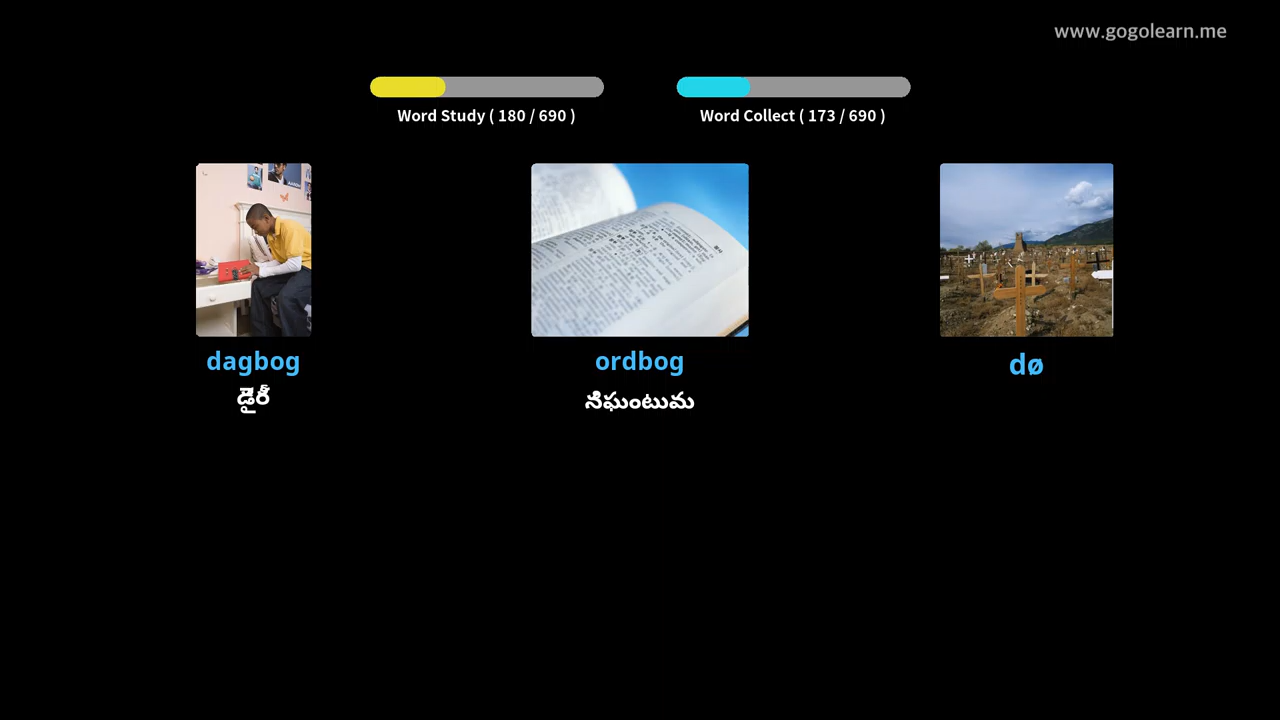 www.gogolearn.me
Word Study ( 180 / 690 )
Word Collect ( 173 / 690 )
dagbog
డైరీ
ordbog
నిఘంటుమ
dø